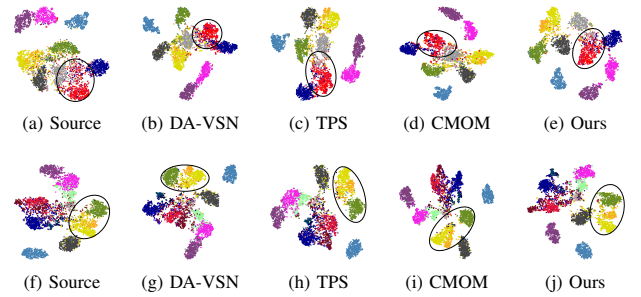 (a) Source (b) DA-VSN (c) TPS (d) CMOM (e) Ours
(f) Source (g) DA-VSN (h) TPS (i) CMOM (j) Ours